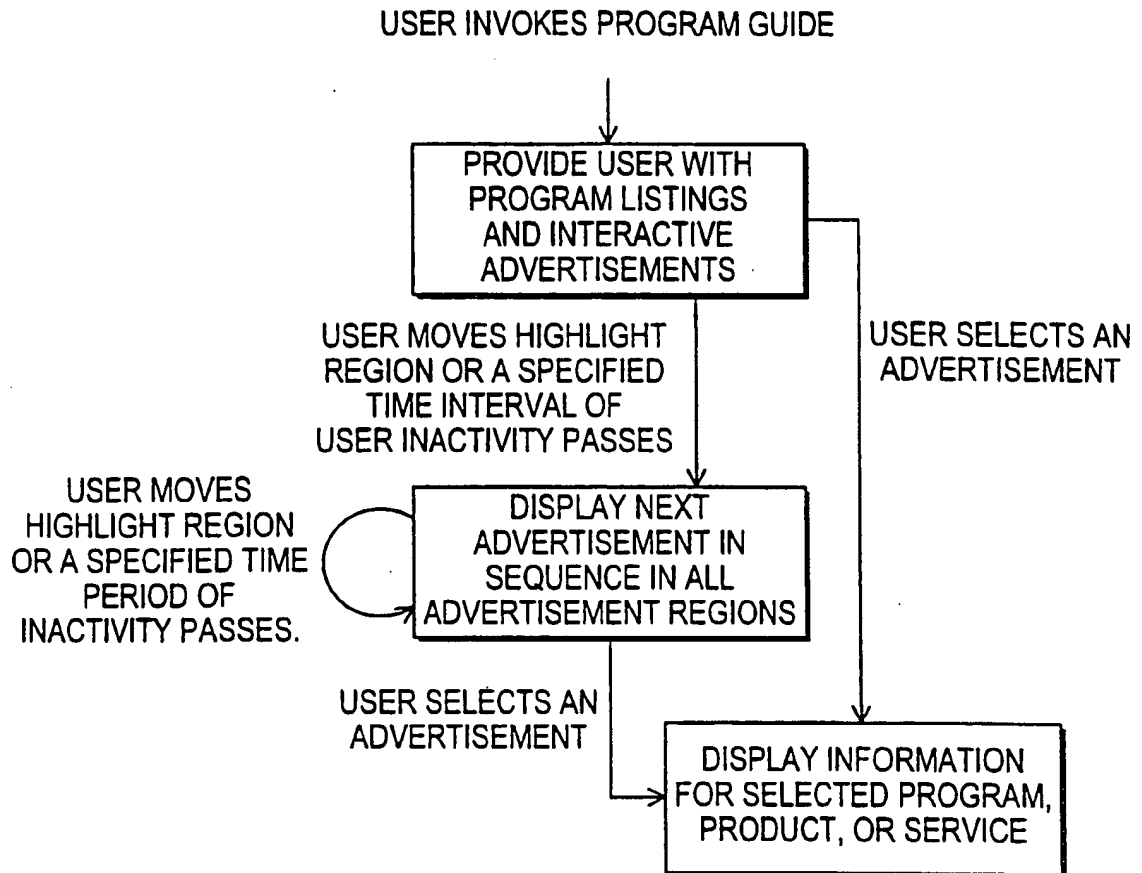 USER INVOKES PROGRAM GUIDE
PROVIDE USER WITH
PROGRAM LISTINGS
AND INTERACTIVE
ADVERTISEMENTS
USER MOVES HIGHLIGHT
REGION OR A SPECIFIED
TIME INTERVAL OF
USER INACTIVITY PASSES
USER SELECTS AN
ADVERTISEMENT
USER MOVES
HIGHLIGHT REGION
OR A SPECIFIED TIME
PERIOD OF
INACTIVITY PASSES.
DISPLAY NEXT
ADVERTISEMENT IN
SEQUENCE IN ALL
ADVERTISEMENT REGIONS
USER SELECTS AN
ADVERTISEMENT
DISPLAY INFORMATION
FOR SELECTED PROGRAM,
PRODUCT, OR SERVICE